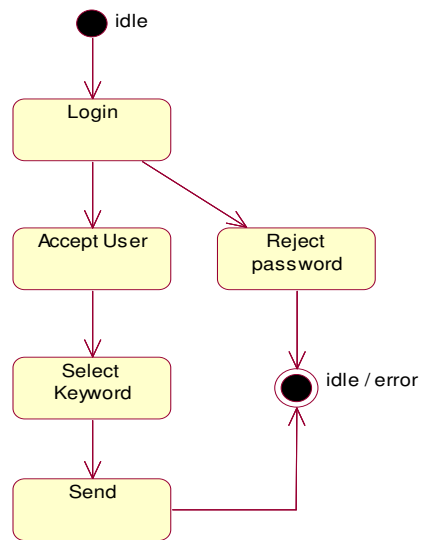 idle
Login
Accept User
Reject
password
Select
Keyword
idle / error
Send